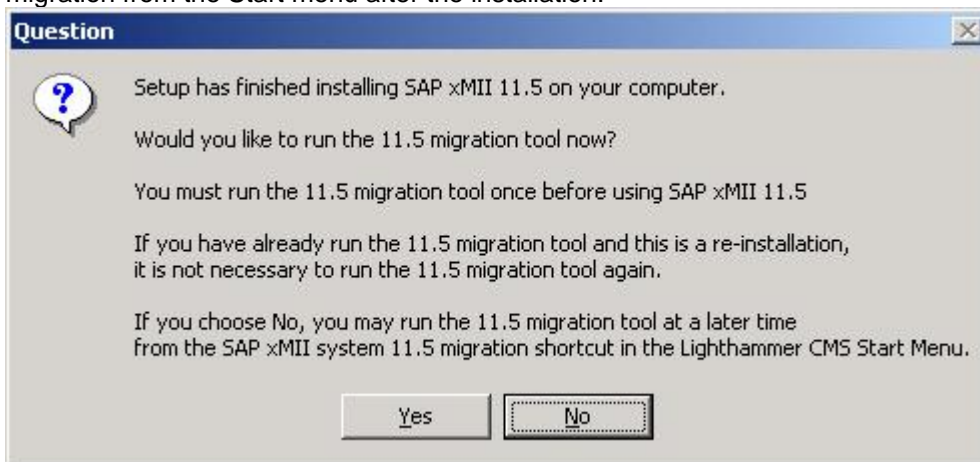 migration from the Start menu after the installation.
Question
Setup has finished installing SAP xMII 11.5 on your computer.
Would you like to run the 11.5 migration tool now?
You must run the 11.5 migration tool once before using SAP xMII 11.5
If you have already run the 11.5 migration tool and this is a re-installation,
it is not necessary to run the 11.5 migration tool again.
If you choose No, you may run the 11.5 migration tool at a later time
from the SAP xMII system 11.5 migration shortcut in the Lighthammer CMS Start Menu.
Yes No